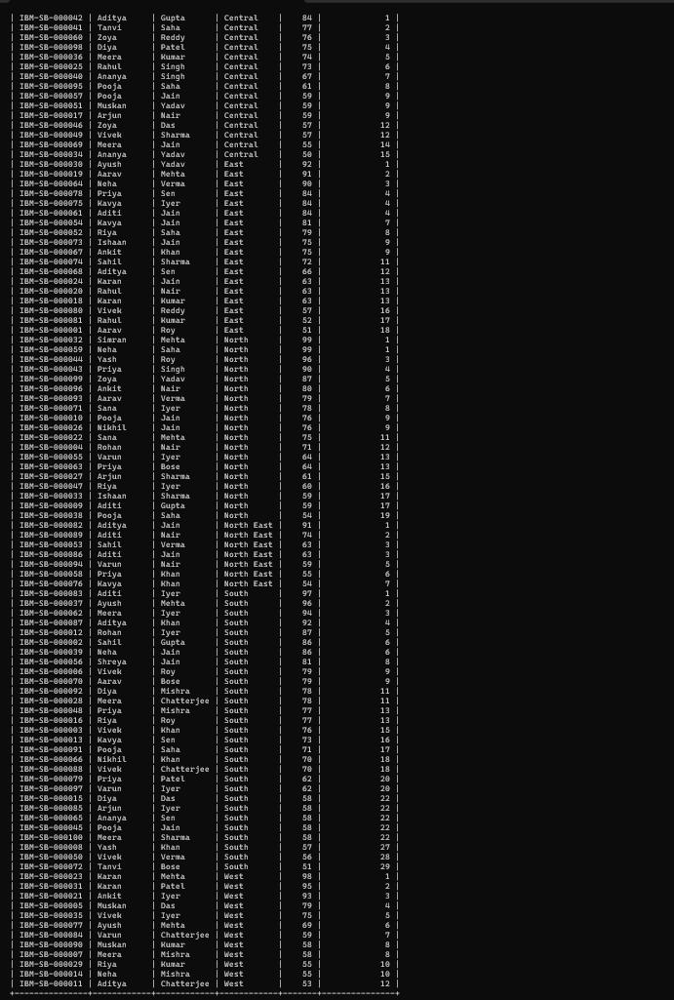 | IBM-SB-000042 | Aditya | Gupta | Central | 84 | 1 |
| IBM-SB-000041 | Tanvi | Saha | Central | 77 | 2 |
| IBM-SB-000060 | Zoya | Reddy | Central | 76 | 3 |
| IBM-SB-000098 | Diya | Patel | Central | 75 | 4 |
| IBM-SB-000036 | Meera | Kumar | Central | 74 | 5 |
| IBM-SB-000025 | Rahul | Singh | Central | 73 | 6 |
| IBM-SB-000040 | Ananya | Singh | Central | 67 | 7 |
| IBM-SB-000095 | Pooja | Saha | Central | 61 | 8 |
| IBM-SB-000057 | Pooja | Jain | Central | 59 | 9 |
| IBM-SB-000051 | Muskan | Yadav | Central | 59 | 9 |
| IBM-SB-000017 | Arjun | Nair | Central | 59 | 9 |
| IBM-SB-000046 | Zoya | Das | Central | 57 | 12 |
| IBM-SB-000049 | Vivek | Sharma | Central | 57 | 12 |
| IBM-SB-000069 | Meera | Jain | Central | 55 | 14 |
| IBM-SB-000034 | Ananya | Yadav | Central | 50 | 15 |
| IBM-SB-000030 | Ayush | Yadav | East | 92 | 1 |
| IBM-SB-000019 | Aarav | Mehta | East | 91 | 2 |
| IBM-SB-000064 | Neha | Verma | East | 90 | 3 |
| IBM-SB-000078 | Priya | Sen | East | 84 | 4 |
| IBM-SB-000075 | Kavya | Iyer | East | 84 | 4 |
| IBM-SB-000061 | Aditi | Jain | East | 84 | 4 |
| IBM-SB-000054 | Kavya | Jain | East | 81 | 7 |
| IBM-SB-000052 | Riya | Saha | East | 79 | 8 |
| IBM-SB-000073 | Ishaan | Jain | East | 75 | 9 |
| IBM-SB-000067 | Ankit | Khan | East | 75 | 9 |
| IBM-SB-000074 | Sahil | Sharma | East | 72 | 11 |
| IBM-SB-000068 | Aditya | Sen | East | 66 | 12 |
| IBM-SB-000024 | Karan | Jain | East | 63 | 13 |
| IBM-SB-000020 | Rahul | Nair | East | 63 | 13 |
| IBM-SB-000018 | Karan | Kumar | East | 63 | 13 |
| IBM-SB-000080 | Vivek | Reddy | East | 57 | 16 |
| IBM-SB-000081 | Rahul | Kumar | East | 52 | 17 |
| IBM-SB-000001 | Aarav | Roy | East | 51 | 18 |
| IBM-SB-000032 | Simran | Mehta | North | 99 | 1 |
| IBM-SB-000059 | Neha | Saha | North | 99 | 1 |
| IBM-SB-000044 | Yash | Roy | North | 96 | 3 |
| IBM-SB-000043 | Priya | Singh | North | 90 | 4 |
| IBM-SB-000099 | Zoya | Yadav | North | 87 | 5 |
| IBM-SB-000096 | Ankit | Nair | North | 80 | 6 |
| IBM-SB-000093 | Aarav | Verma | North | 79 | 7 |
| IBM-SB-000071 | Sana | Iyer | North | 78 | 8 |
| IBM-SB-000010 | Pooja | Jain | North | 76 | 9 |
| IBM-SB-000026 | Nikhil | Jain | North | 76 | 9 |
| IBM-SB-000022 | Sana | Mehta | North | 75 | 11 |
| IBM-SB-000004 | Rohan | Nair | North | 71 | 12 |
| IBM-SB-000055 | Varun | Iyer | North | 64 | 13 |
| IBM-SB-000063 | Priya | Bose | North | 64 | 13 |
| IBM-SB-000027 | Arjun | Sharma | North | 61 | 15 |
| IBM-SB-000047 | Riya | Iyer | North | 60 | 16 |
| IBM-SB-000033 | Ishaan | Sharma | North | 59 | 17 |
| IBM-SB-000009 | Aditi | Gupta | North | 59 | 17 |
| IBM-SB-000038 | Pooja | Saha | North | 54 | 19 |
| IBM-SB-000082 | Aditya | Jain | North East | 91 | 1 |
| IBM-SB-000089 | Aditi | Nair | North East | 74 | 2 |
| IBM-SB-000053 | Sahil | Verma | North East | 63 | 3 |
| IBM-SB-000086 | Aditi | Jain | North East | 63 | 3 |
| IBM-SB-000094 | Varun | Nair | North East | 59 | 5 |
| IBM-SB-000058 | Priya | Khan | North East | 55 | 6 |
| IBM-SB-000076 | Kavya | Khan | North East | 54 | 7 |
| IBM-SB-000083 | Aditi | Iyer | South | 97 | 1 |
| IBM-SB-000037 | Ayush | Mehta | South | 96 | 2 |
| IBM-SB-000062 | Meera | Iyer | South | 94 | 3 |
| IBM-SB-000087 | Aditya | Khan | South | 92 | 4 |
| IBM-SB-000012 | Rohan | Iyer | South | 87 | 5 |
| IBM-SB-000002 | Sahil | Gupta | South | 86 | 6 |
| IBM-SB-000039 | Neha | Jain | South | 86 | 6 |
| IBM-SB-000056 | Shreya | Jain | South | 81 | 8 |
| IBM-SB-000006 | Vivek | Roy | South | 79 | 9 |
| IBM-SB-000070 | Aarav | Bose | South | 79 | 9 |
| IBM-SB-000092 | Diya | Mishra | South | 78 | 11 |
| IBM-SB-000028 | Meera | Chatterjee | South | 78 | 11 |
| IBM-SB-000048 | Priya | Mishra | South | 77 | 13 |
| IBM-SB-000016 | Riya | Roy | South | 77 | 13 |
| IBM-SB-000003 | Vivek | Khan | South | 76 | 15 |
| IBM-SB-000013 | Kavya | Sen | South | 73 | 16 |
| IBM-SB-000091 | Pooja | Saha | South | 71 | 17 |
| IBM-SB-000066 | Nikhil | Khan | South | 70 | 18 |
| IBM-SB-000088 | Vivek | Chatterjee | South | 70 | 18 |
| IBM-SB-000079 | Priya | Patel | South | 62 | 20 |
| IBM-SB-000097 | Varun | Iyer | South | 62 | 20 |
| IBM-SB-000015 | Diya | Das | South | 58 | 22 |
| IBM-SB-000085 | Arjun | Iyer | South | 58 | 22 |
| IBM-SB-000065 | Ananya | Sen | South | 58 | 22 |
| IBM-SB-000045 | Pooja | Jain | South | 58 | 22 |
| IBM-SB-000100 | Meera | Sharma | South | 58 | 22 |
| IBM-SB-000008 | Yash | Khan | South | 57 | 27 |
| IBM-SB-000050 | Vivek | Verma | South | 56 | 28 |
| IBM-SB-000072 | Tanvi | Bose | South | 51 | 29 |
| IBM-SB-000023 | Karan | Mehta | West | 98 | 1 |
| IBM-SB-000031 | Karan | Patel | West | 95 | 2 |
| IBM-SB-000021 | Ankit | Iyer | West | 93 | 3 |
| IBM-SB-000005 | Muskan | Das | West | 79 | 4 |
| IBM-SB-000035 | Vivek | Iyer | West | 75 | 5 |
| IBM-SB-000077 | Ayush | Mehta | West | 69 | 6 |
| IBM-SB-000084 | Varun | Chatterjee | West | 59 | 7 |
| IBM-SB-000090 | Muskan | Kumar | West | 58 | 8 |
| IBM-SB-000007 | Meera | Mishra | West | 58 | 8 |
| IBM-SB-000029 | Riya | Kumar | West | 55 | 10 |
| IBM-SB-000014 | Neha | Mishra | West | 55 | 10 |
| IBM-SB-000011 | Aditya | Chatterjee | West | 53 | 12 |
+---------------+------------+------------+------------+-------+---------------+